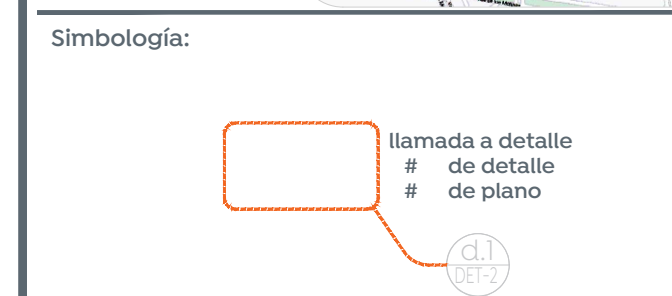 Simbología:
llamada a detalle
# de detalle
# de plano
d.1
DET-2